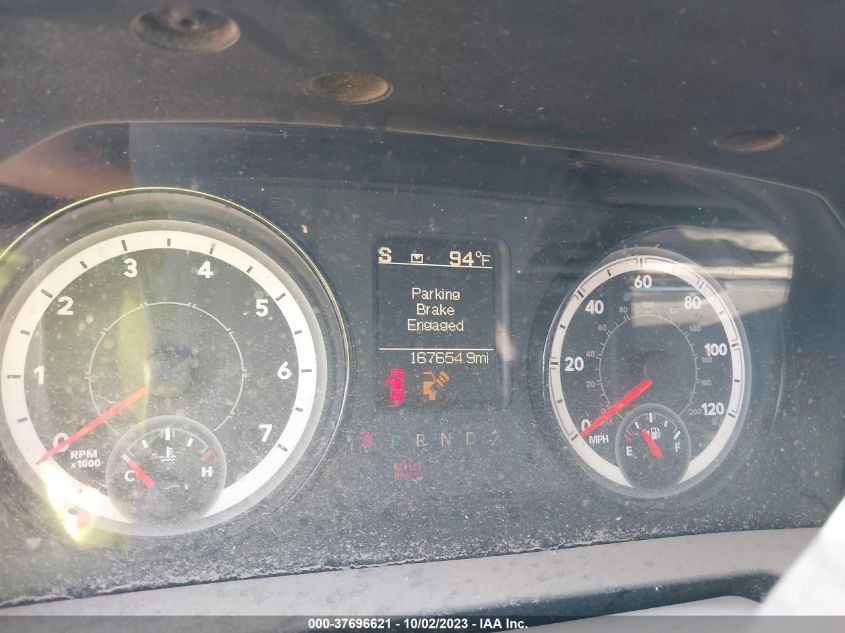 S 94°F
Parking
Brake
Engaged
167654.9mi
0 1 2 3 4 5 6 7
RPM
x1000
C H
R N D
0 20 40 60 80 100 120
MPH
E F
000-37696621 - 10/02/2023 - IAA Inc.